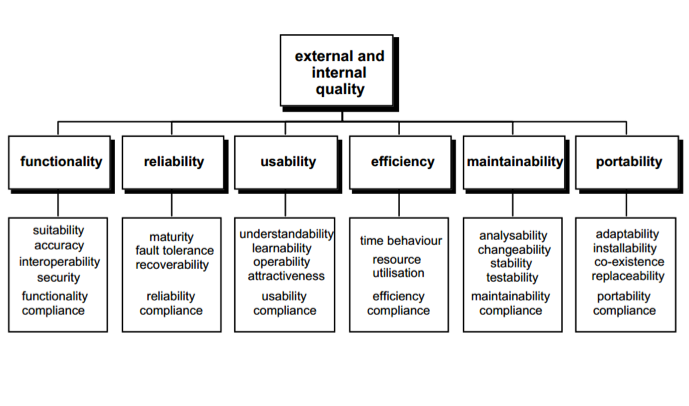 external and
internal
quality
functionality
reliability
usability
efficiency
maintainability
portability
suitability
accuracy
interoperability
security
functionality
compliance
maturity
fault tolerance
recoverability
reliability
compliance
understandability
learnability
operability
attractiveness
usability
compliance
time behaviour
resource
utilisation
efficiency
compliance
analysability
changeability
stability
testability
maintainability
compliance
adaptability
installability
co-existence
replaceability
portability
compliance